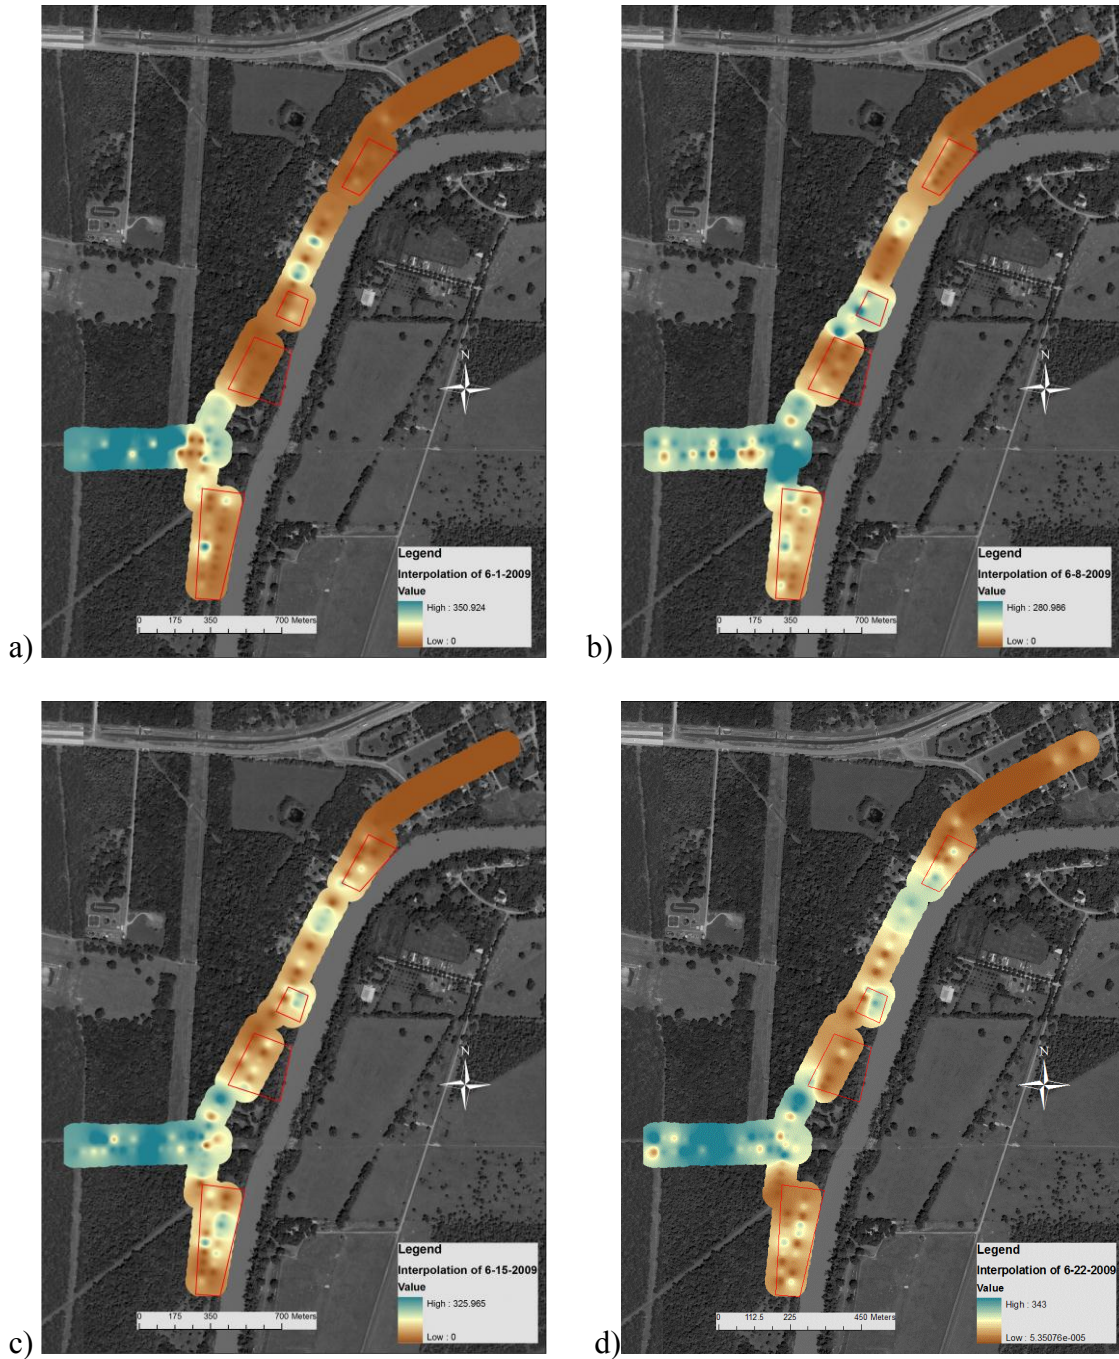 N
Legend
Interpolation of 6-1-2009
Value
High : 350.924
Low : 0
0 175 350 700 Meters
a)
N
Legend
Interpolation of 6-8-2009
Value
High : 280.986
Low : 0
0 175 350 700 Meters
b)
N
Legend
Interpolation of 6-15-2009
Value
High : 325.965
Low : 0
0 175 350 700 Meters
c)
N
Legend
Interpolation of 6-22-2009
Value
High : 343
Low : 5.35076e-005
0 112.5 225 450 Meters
d)